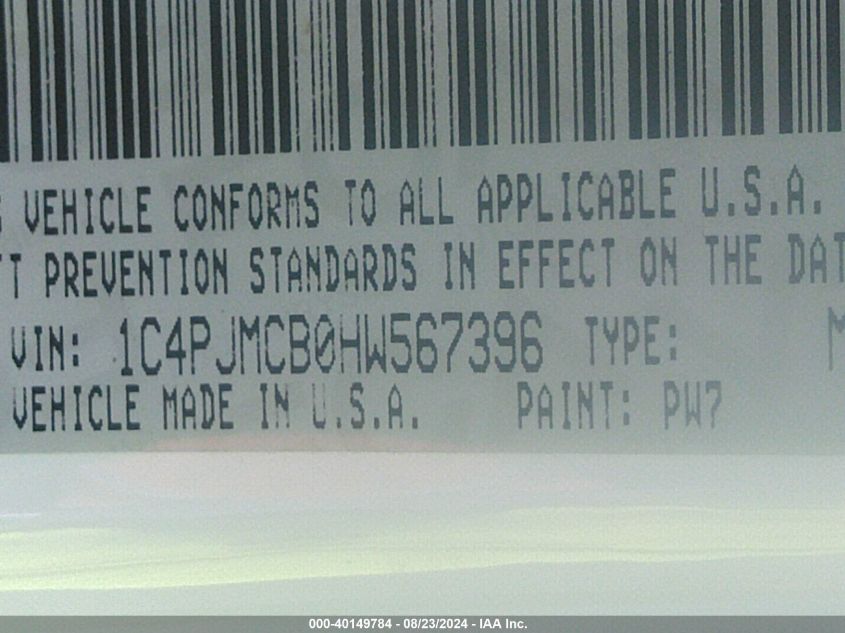 VEHICLE CONFORMS TO ALL APPLICABLE U.S.A.
PREVENTION STANDARDS IN EFFECT ON THE DAT
VIN: 1C4PJMCB0HW567396 TYPE: M
VEHICLE MADE IN U.S.A. PAINT: PW7
000-40149784 - 08/23/2024 - IAA Inc.